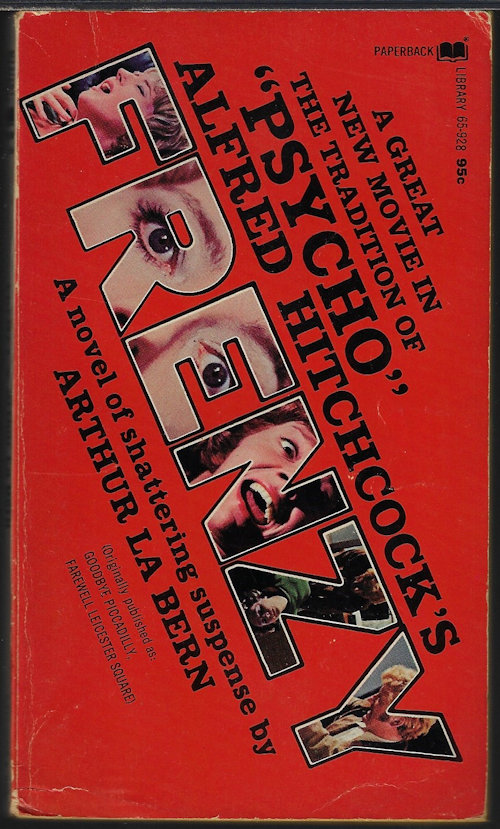 PAPERBACK
LIBRARY 65-928 95c
A GREAT
NEW MOVIE IN
THE TRADITION OF
"PSYCHO"
ALFRED HITCHCOCK'S
FRENZY
A novel of shattering suspense by
ARTHUR LA BERN
(Originally published as:
GOODBYE, PICCADILLY,
FAREWELL LEICESTER SQUARE)